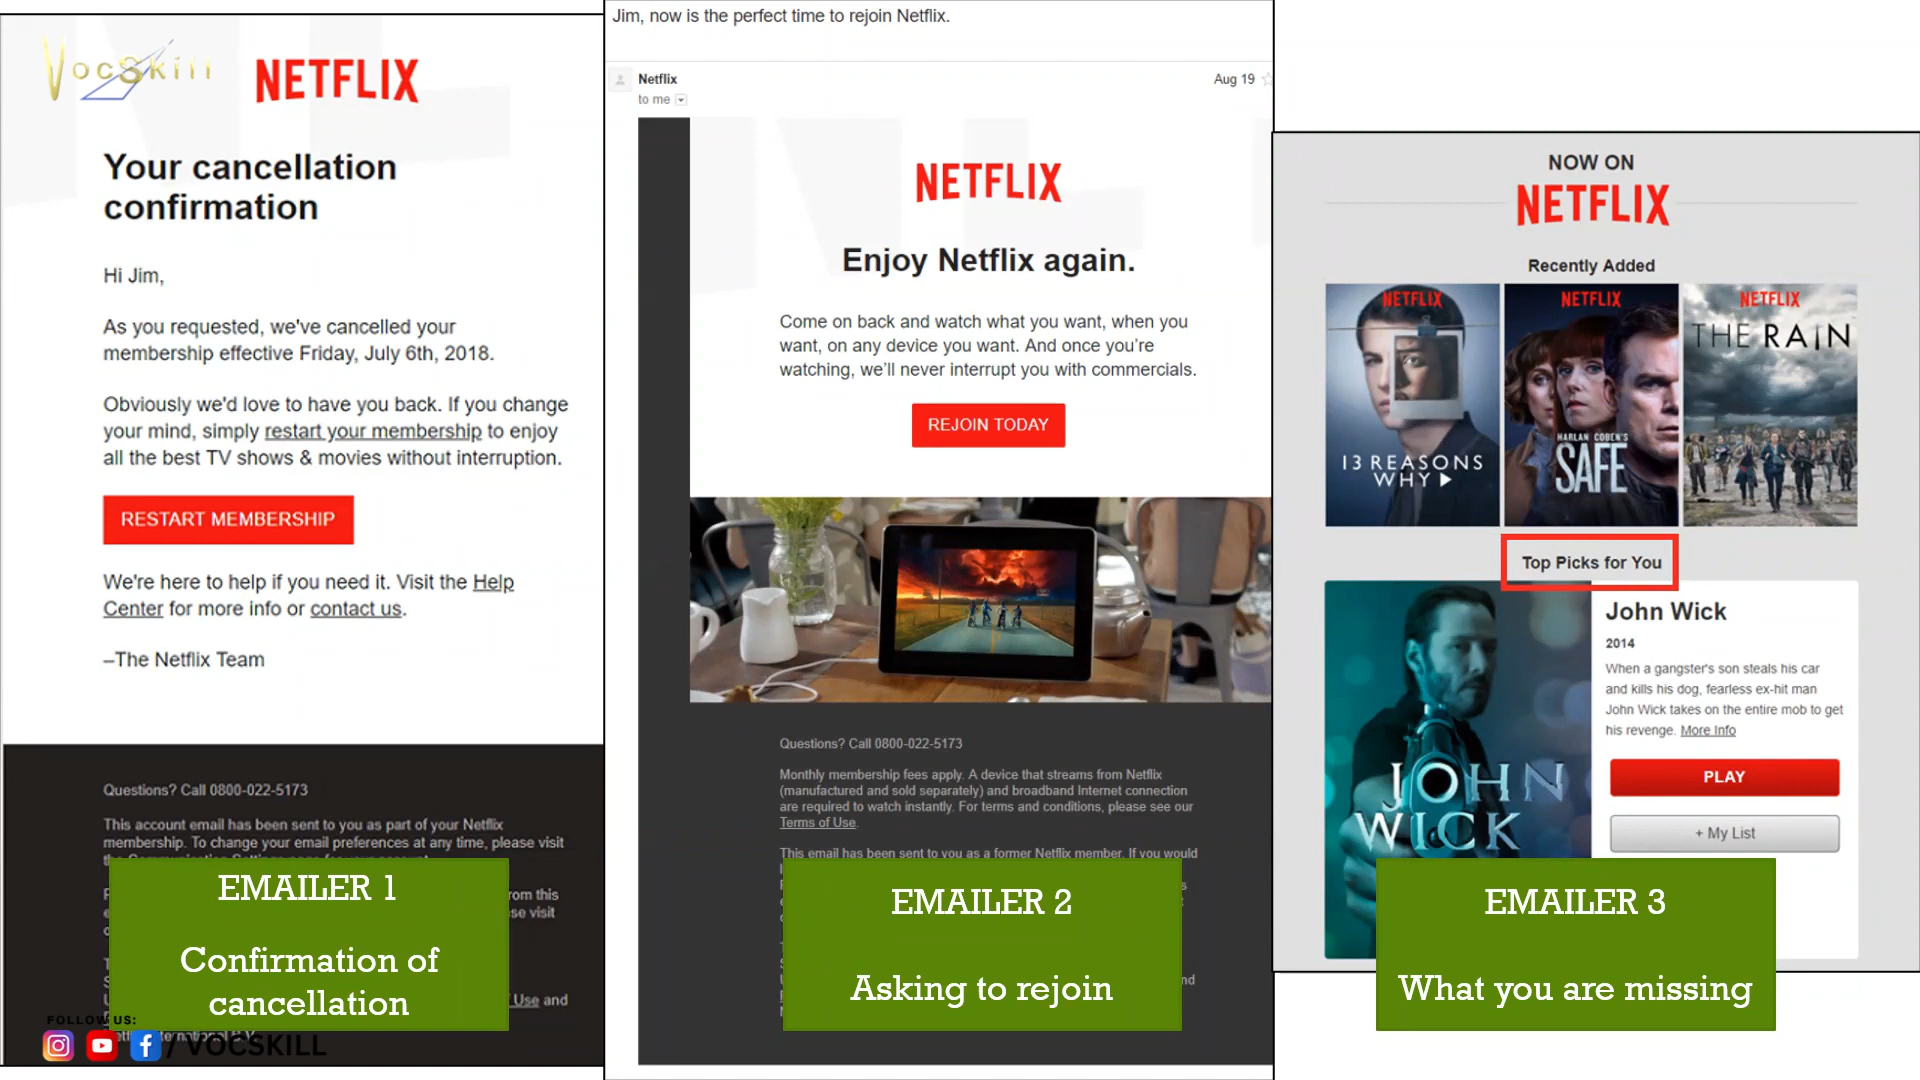 VocSkill
NETFLIX
Your cancellation
confirmation
Hi Jim,
As you requested, we've cancelled your
membership effective Friday, July 6th, 2018.
Obviously we'd love to have you back. If you change
your mind, simply restart your membership to enjoy
all the best TV shows & movies without interruption.
RESTART MEMBERSHIP
We're here to help if you need it. Visit the Help
Center for more info or contact us.
–The Netflix Team
Questions? Call 0800-022-5173
This account email has been sent to you as part of your Netflix
membership. To change your email preferences at any time, please visit
rom this
se visit
Use and
EMAILER 1
Confirmation of
cancellation
FOLLOW US:
/ VOCSKILL
Jim, now is the perfect time to rejoin Netflix.
Netflix
Aug 19
to me
NETFLIX
Enjoy Netflix again.
Come on back and watch what you want, when you
want, on any device you want. And once you're
watching, we'll never interrupt you with commercials.
REJOIN TODAY
Questions? Call 0800-022-5173
Monthly membership fees apply. A device that streams from Netflix
(manufactured and sold separately) and broadband Internet connection
are required to watch instantly. For terms and conditions, please see our
Terms of Use.
This email has been sent to you as a former Netflix member. If you would
nd
EMAILER 2
Asking to rejoin
NOW ON
NETFLIX
Recently Added
NETFLIX
13 REASONS
WHY
NETFLIX
HARLAN COBEN'S
SAFE
NETFLIX
THE RAIN
Top Picks for You
JOHN
WICK
John Wick
2014
When a gangster's son steals his car
and kills his dog, fearless ex-hit man
John Wick takes on the entire mob to get
his revenge. More Info
PLAY
+ My List
EMAILER 3
What you are missing